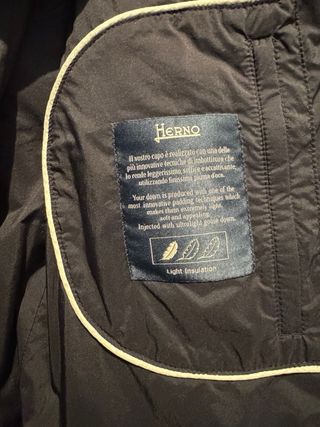 HERNO
Il vostro capo è realizzato con una delle
più innovative tecniche di imbottitura che
lo rende leggerissimo, soffice e accattivante,
utilizzando finissima piuma d'oca.
Your down is produced with one of the
most innovative padding techniques which
makes them extremely light,
soft and appealing.
Injected with ultralight goose down.
Light Insulation